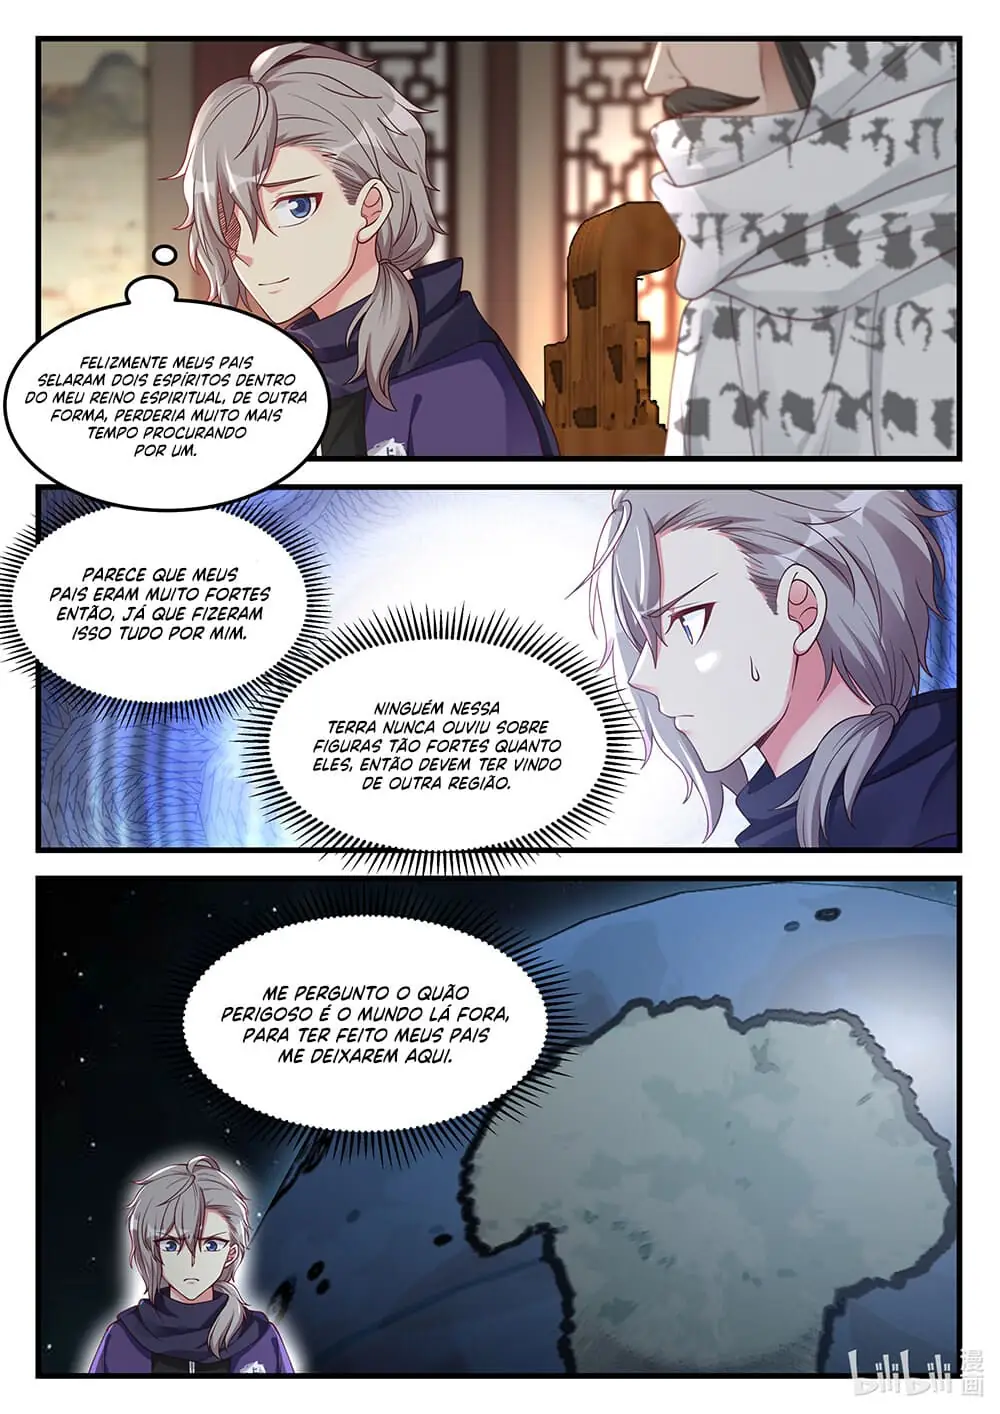 FELIZMENTE MEUS PAIS
SELARAM DOIS ESPÍRITOS DENTRO
DO MEU REINO ESPIRITUAL, DE OUTRA
FORMA, PERDERIA MUITO MAIS
TEMPO PROCURANDO
POR UM.
PARECE QUE MEUS
PAIS ERAM MUITO FORTES
ENTÃO, JÁ QUE FIZERAM
ISSO TUDO POR MIM.
NINGUÉM NESSA
TERRA NUNCA OUVIU SOBRE
FIGURAS TÃO FORTES QUANTO
ELES, ENTÃO DEVEM TER VINDO
DE OUTRA REGIÃO.
ME PERGUNTO O QUÃO
PERIGOSO É O MUNDO LÁ FORA,
PARA TER FEITO MEUS PAIS
ME DEIXAREM AQUI.
bilibili 漫画